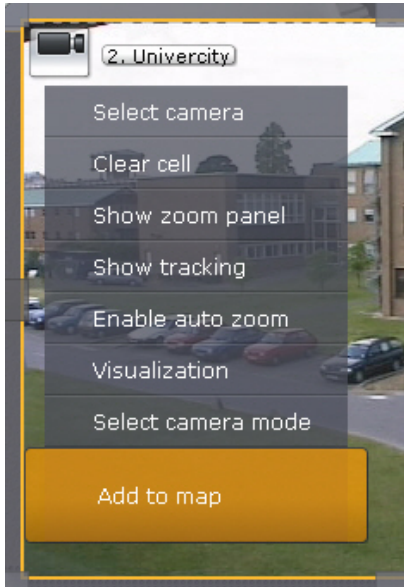 2. Univercity
Select camera
Clear cell
Show zoom panel
Show tracking
Enable auto zoom
Visualization
Select camera mode
Add to map